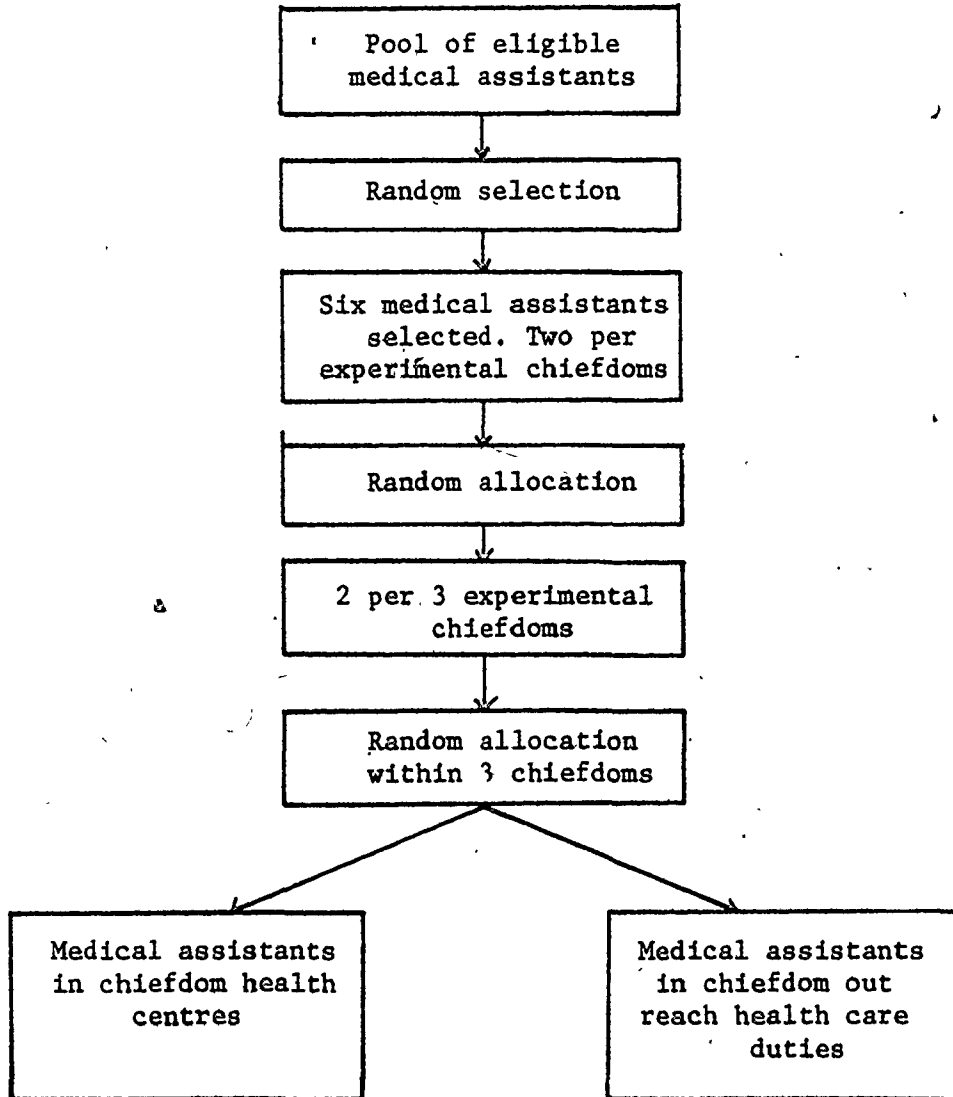 Pool of eligible
medical assistants
Random selection
Six medical assistants
selected. Two per
experimental chiefdoms
Random allocation
2 per 3 experimental
chiefdoms
Random allocation
within 3 chiefdoms
Medical assistants
in chiefdom health
centres
Medical assistants
in chiefdom out
reach health care
duties